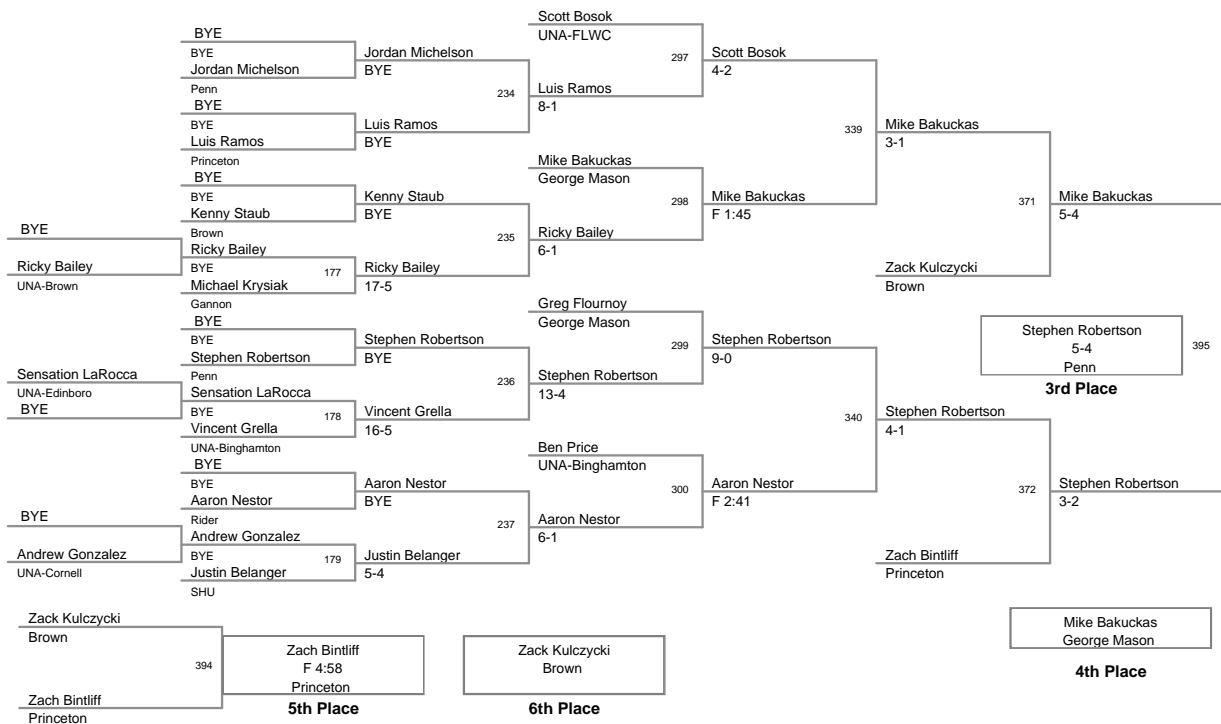 BYE
Ricky Bailey
UNA-Brown
Sensation LaRocca
UNA-Edinboro
BYE
BYE
Andrew Gonzalez
UNA-Cornell
BYE
BYE
Jordan Michelson
Penn
BYE
BYE
Luis Ramos
Princeton
BYE
BYE
Kenny Staub
Brown
Ricky Bailey
BYE
177
Michael Krysiak
Gannon
BYE
BYE
Stephen Robertson
Penn
Sensation LaRocca
BYE
178
Vincent Grella
UNA-Binghamton
BYE
BYE
Aaron Nestor
Rider
Andrew Gonzalez
BYE
179
Justin Belanger
SHU
Jordan Michelson
BYE
234
Luis Ramos
BYE
Kenny Staub
BYE
235
Ricky Bailey
17-5
Stephen Robertson
BYE
236
Vincent Grella
16-5
Aaron Nestor
BYE
237
Justin Belanger
5-4
Scott Bosok
UNA-FLWC
297
Luis Ramos
8-1
Mike Bakuckas
George Mason
298
Ricky Bailey
6-1
Greg Flournoy
George Mason
299
Stephen Robertson
13-4
Ben Price
UNA-Binghamton
300
Aaron Nestor
6-1
Scott Bosok
4-2
339
Mike Bakuckas
F 1:45
Stephen Robertson
9-0
340
Aaron Nestor
F 2:41
Mike Bakuckas
3-1
371
Zack Kulczycki
Brown
Stephen Robertson
4-1
372
Zach Bintliff
Princeton
Mike Bakuckas
5-4
Stephen Robertson
3-2
Stephen Robertson
5-4
Penn
395
3rd Place
Mike Bakuckas
George Mason
4th Place
Zack Kulczycki
Brown
394
Zach Bintliff
Princeton
Zach Bintliff
F 4:58
Princeton
5th Place
Zack Kulczycki
Brown
6th Place